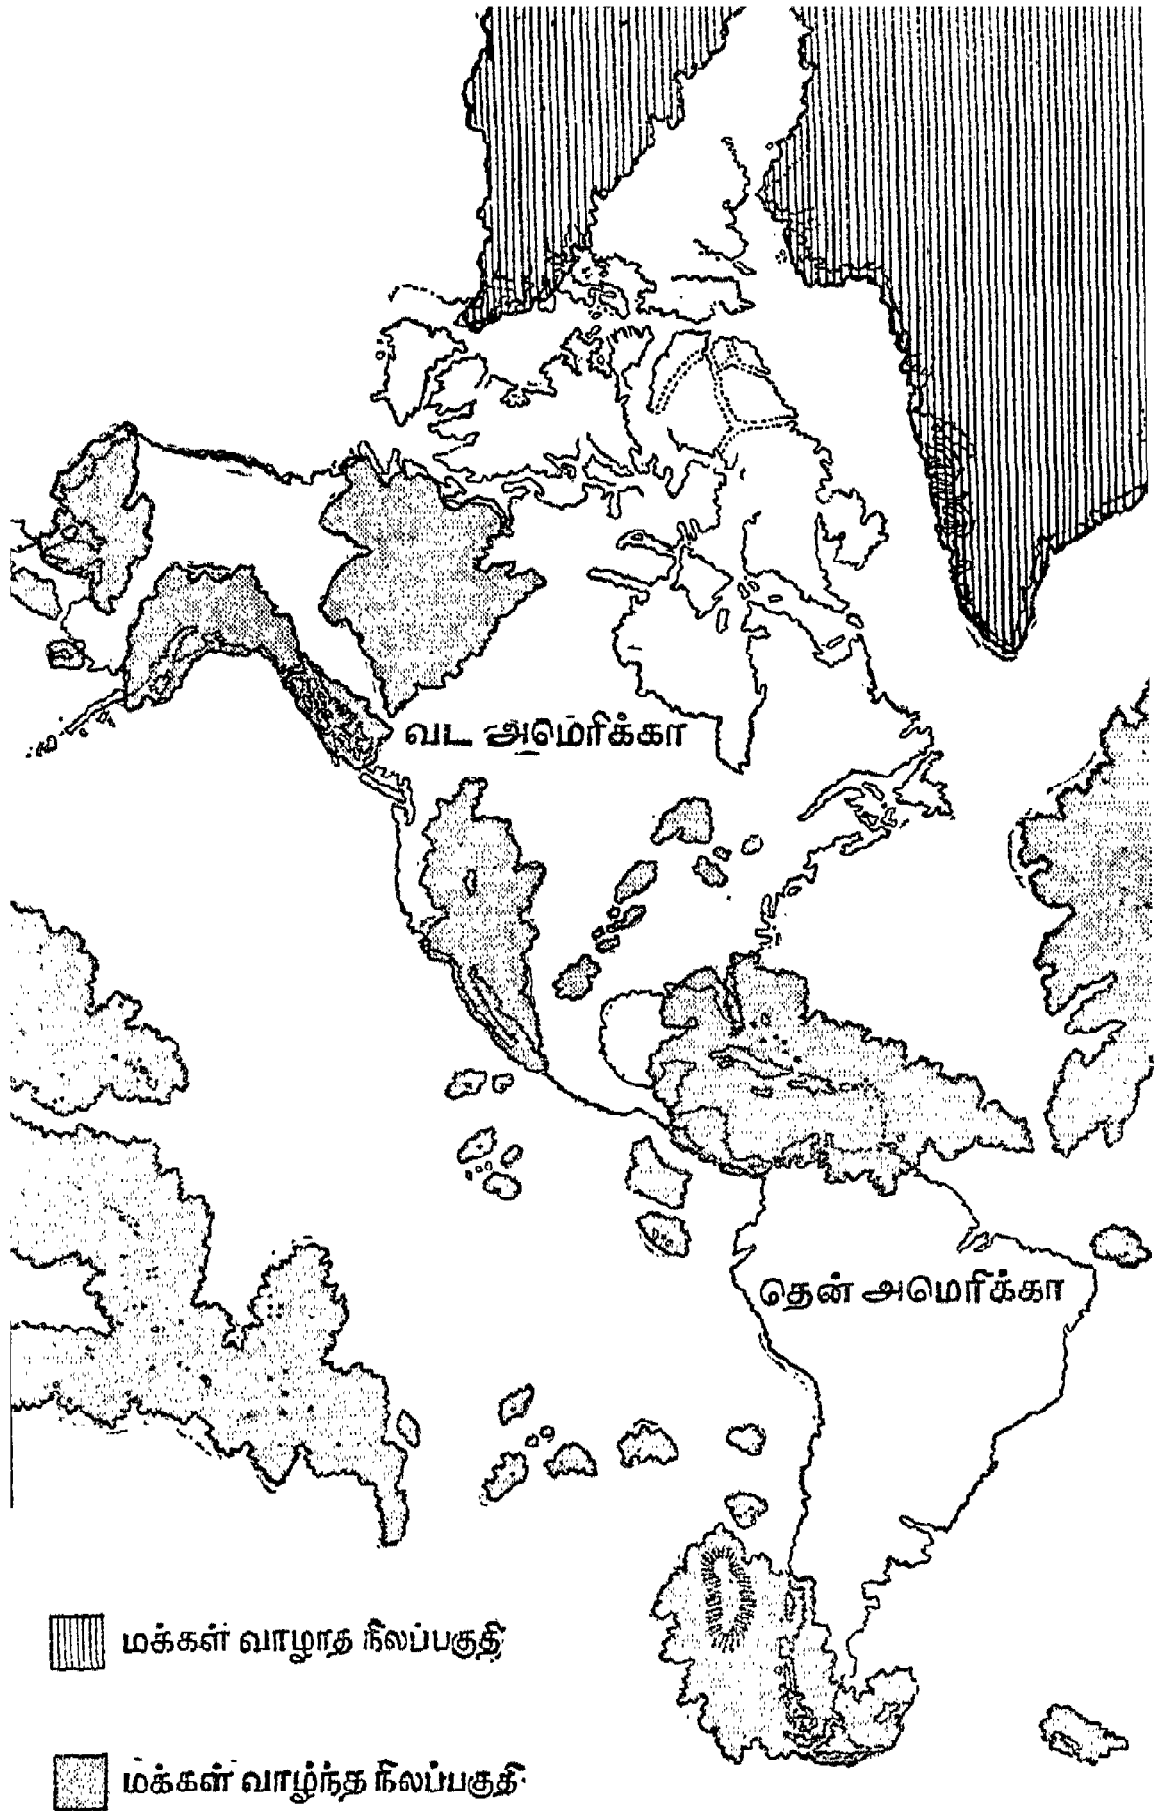 வட அமெரிக்கா
தென் அமெரிக்கா
மக்கள் வாழாத நிலப்பகுதி
மக்கள் வாழ்ந்த நிலப்பகுதி